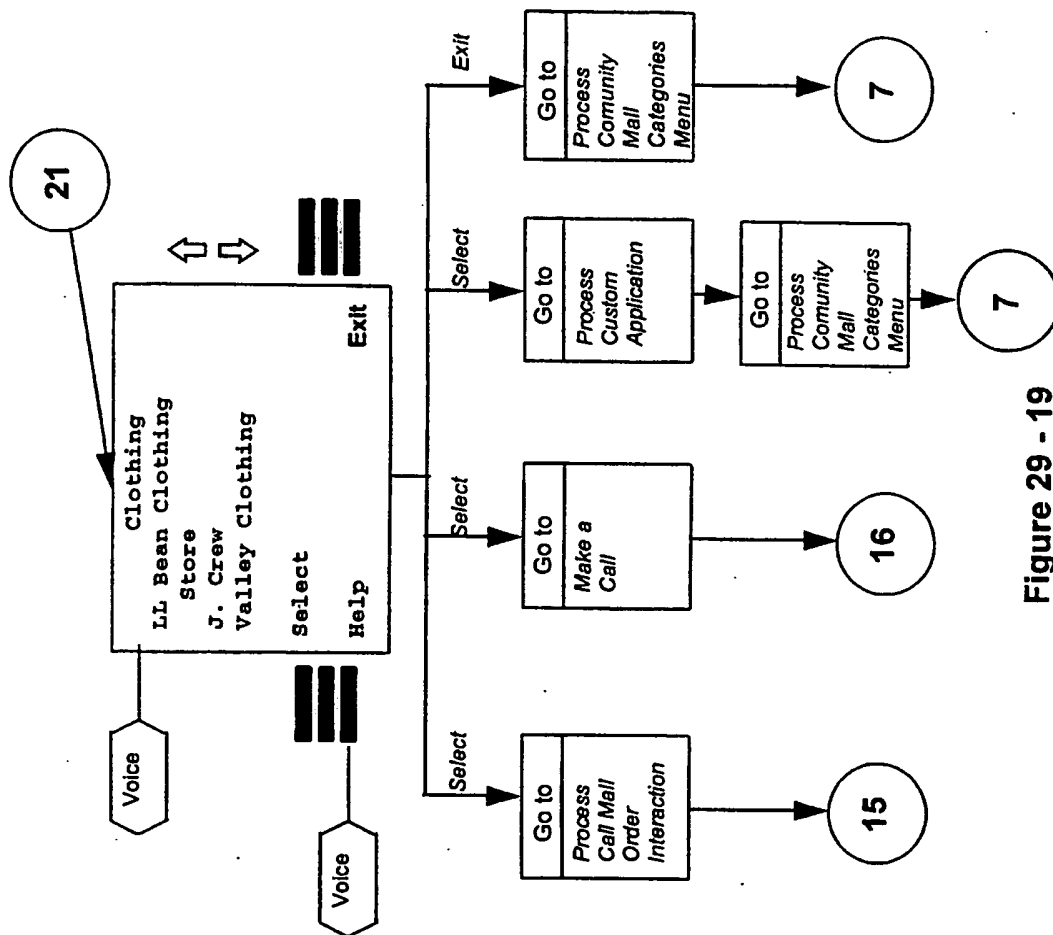 21
Voice
Clothing
LL Bean Clothing
Store
J. Crew
Valley Clothing
Select
Help
Exit
Voice
Select
Select
Select
Exit
Go to
Process
Call Mall
Order
Interaction
15
Go to
Make a
Call
16
Go to
Process
Custom
Application
Go to
Process
Comunity
Mall
Categories
Menu
7
Go to
Process
Comunity
Mall
Categories
Menu
7
Figure 29 - 19